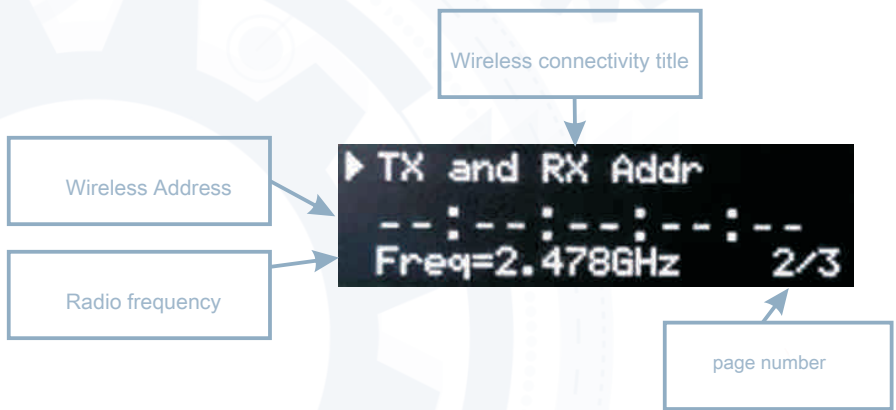 Wireless connectivity title
TX and RX Addr
Wireless Address
--:--:--:--:--
Freq=2.478GHz 2/3
Radio frequency
page number